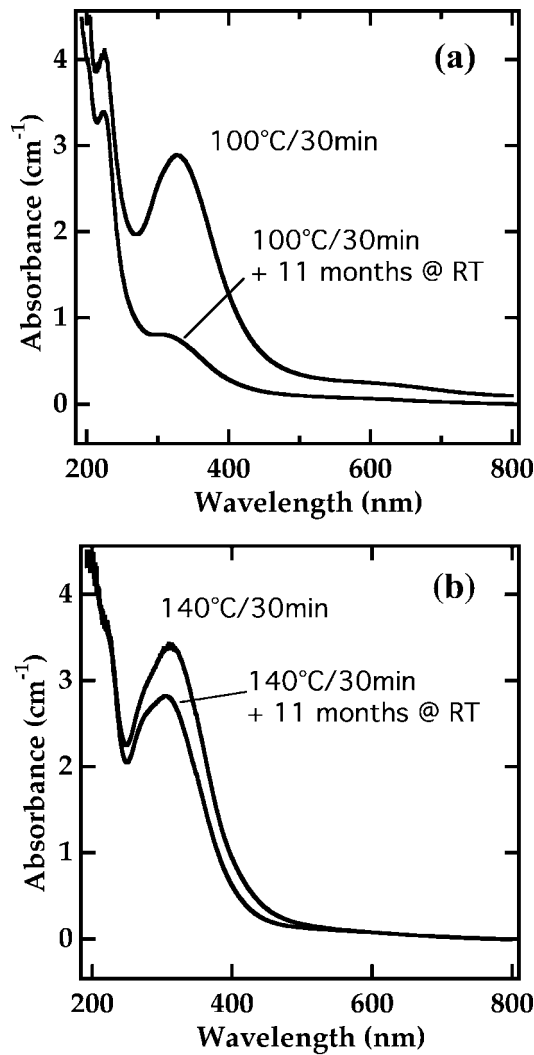 (a)
4
3
2
1
0
Absorbance (cm⁻¹)
100°C/30min
100°C/30min
+ 11 months @ RT
200
400
600
800
Wavelength (nm)
(b)
4
3
2
1
0
Absorbance (cm⁻¹)
140°C/30min
140°C/30min
+ 11 months @ RT
200
400
600
800
Wavelength (nm)